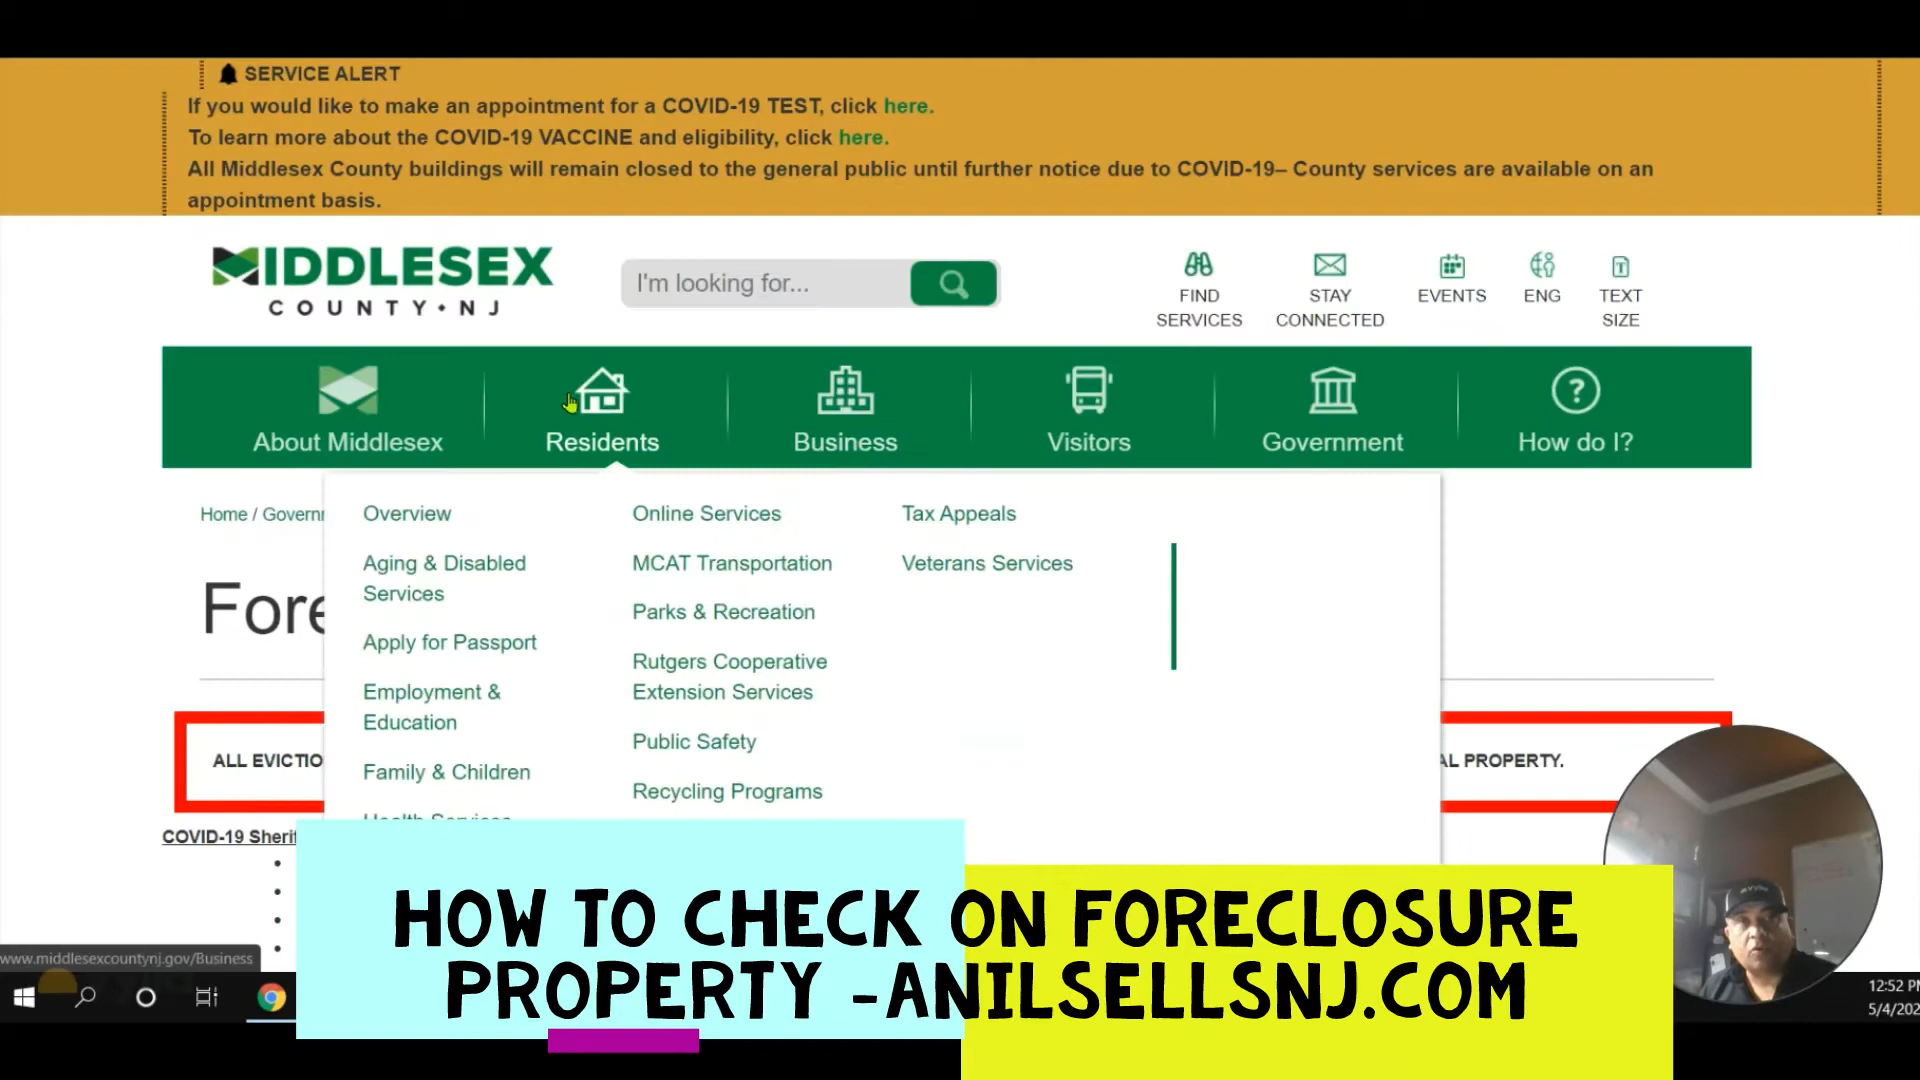 SERVICE ALERT
If you would like to make an appointment for a COVID-19 TEST, click here.
To learn more about the COVID-19 VACCINE and eligibility, click here.
All Middlesex County buildings will remain closed to the general public until further notice due to COVID-19– County services are available on an
appointment basis.
MIDDLESEX
COUNTY•NJ
I'm looking for...
FIND
SERVICES
STAY
CONNECTED
EVENTS
ENG
TEXT
SIZE
About Middlesex
Residents
Business
Visitors
Government
How do I?
Home / Governm
Overview
Aging & Disabled
Services
Apply for Passport
Employment &
Education
Family & Children
Health Services
Online Services
MCAT Transportation
Parks & Recreation
Rutgers Cooperative
Extension Services
Public Safety
Recycling Programs
Tax Appeals
Veterans Services
Fore
ALL EVICTIO
AL PROPERTY.
COVID-19 Sherif
HOW TO CHECK ON FORECLOSURE
PROPERTY -ANILSELLSNJ.COM
www.middlesexcountynj.gov/Business
12:52 PM
5/4/202